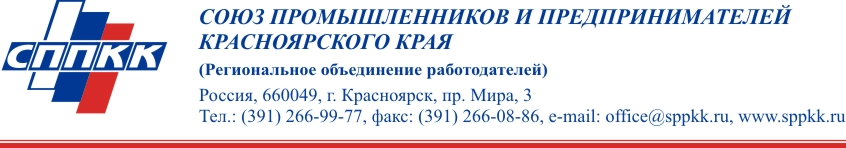 СППКК
СОЮЗ ПРОМЫШЛЕННИКОВ И ПРЕДПРИНИМАТЕЛЕЙ
КРАСНОЯРСКОГО КРАЯ
(Региональное объединение работодателей)
Россия, 660049, г. Красноярск, пр. Мира, 3
Тел.: (391) 266-99-77, факс: (391) 266-08-86, e-mail: office@sppkk.ru, www.sppkk.ru